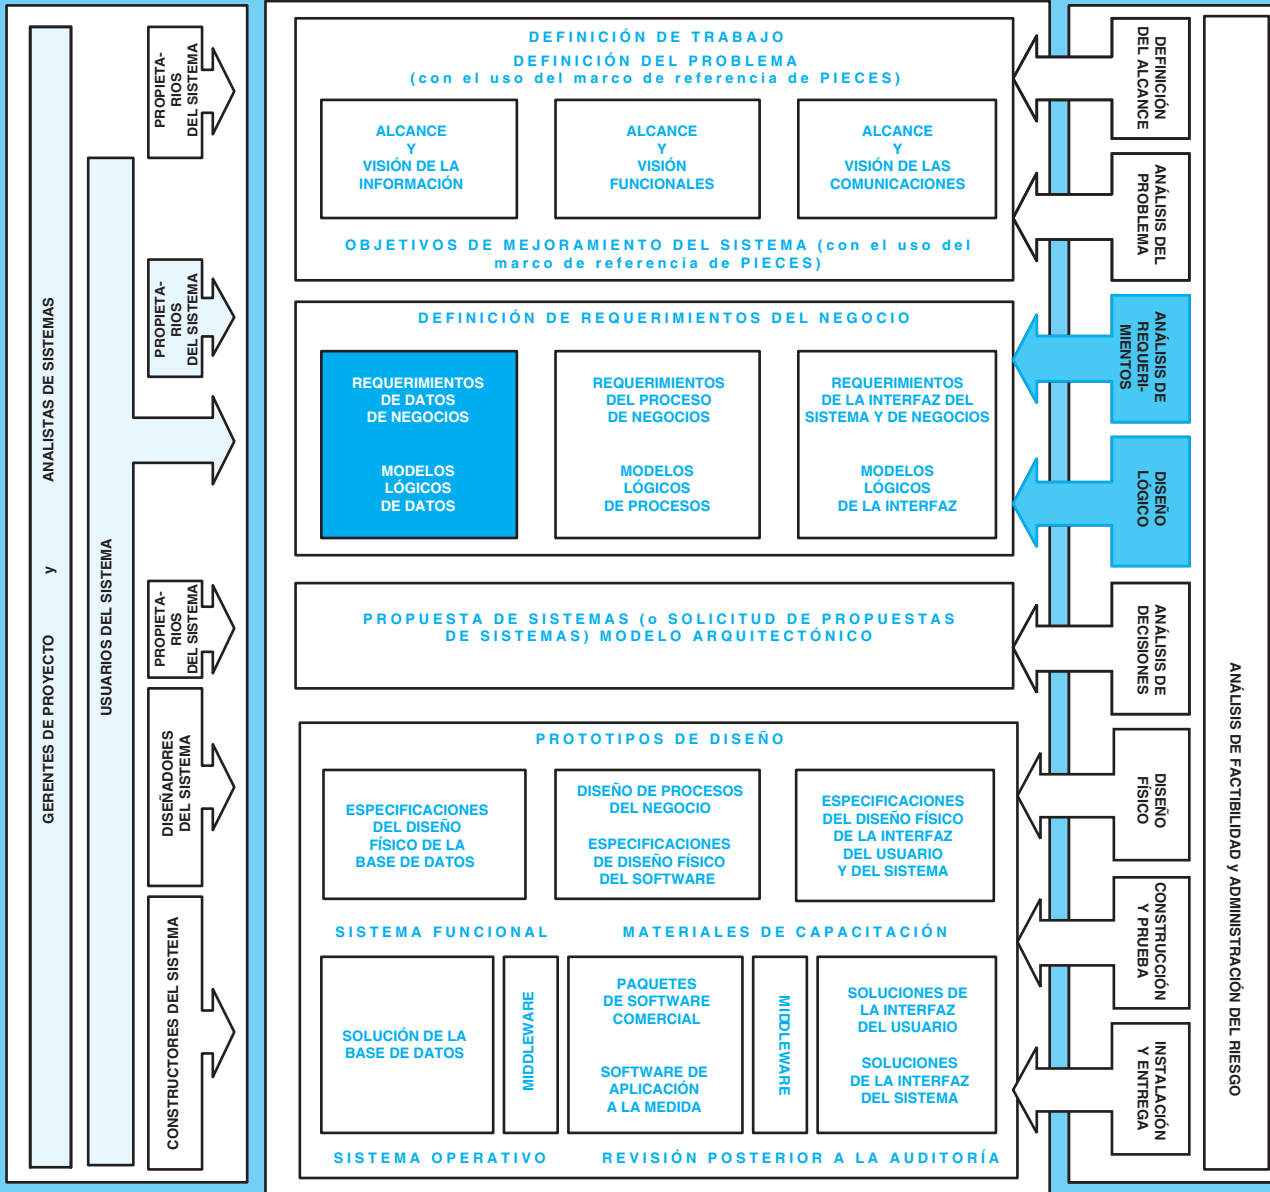 GERENTES DE PROYECTO y ANALISTAS DE SISTEMAS
USUARIOS DEL SISTEMA
PROPIETA-
RIOS
DEL SISTEMA
PROPIETA-
RIOS
DEL SISTEMA
PROPIETA-
RIOS
DEL SISTEMA
DISEÑADORES
DEL SISTEMA
CONSTRUCTORES DEL SISTEMA
DEFINICIÓN DE TRABAJO
DEFINICIÓN DEL PROBLEMA
(con el uso del marco de referencia de PIECES)
ALCANCE
Y
VISIÓN DE LA
INFORMACIÓN
ALCANCE
Y
VISIÓN
FUNCIONALES
ALCANCE
Y
VISIÓN DE LAS
COMUNICACIONES
OBJETIVOS DE MEJORAMIENTO DEL SISTEMA (con el uso del
marco de referencia de PIECES)
DEFINICIÓN DE REQUERIMIENTOS DEL NEGOCIO
REQUERIMIENTOS
DE DATOS
DE NEGOCIOS
MODELOS
LÓGICOS
DE DATOS
REQUERIMIENTOS
DEL PROCESO
DE NEGOCIOS
MODELOS
LÓGICOS
DE PROCESOS
REQUERIMIENTOS
DE LA INTERFAZ DEL
SISTEMA Y DE NEGOCIOS
MODELOS
LÓGICOS
DE LA INTERFAZ
PROPUESTA DE SISTEMAS (o SOLICITUD DE PROPUESTAS
DE SISTEMAS) MODELO ARQUITECTÓNICO
PROTOTIPOS DE DISEÑO
ESPECIFICACIONES
DEL DISEÑO
FÍSICO DE LA
BASE DE DATOS
DISEÑO DE PROCESOS
DEL NEGOCIO
ESPECIFICACIONES
DE DISEÑO FÍSICO
DEL SOFTWARE
ESPECIFICACIONES
DEL DISEÑO FÍSICO
DE LA INTERFAZ
DEL USUARIO
Y DEL SISTEMA
SISTEMA FUNCIONAL
MATERIALES DE CAPACITACIÓN
SOLUCIÓN DE LA
BASE DE DATOS
MIDDLEWARE
PAQUETES
DE SOFTWARE
COMERCIAL
SOFTWARE DE
APLICACIÓN
A LA MEDIDA
MIDDLEWARE
SOLUCIONES DE
LA INTERFAZ
DEL USUARIO
SOLUCIONES
DE LA INTERFAZ
DEL SISTEMA
SISTEMA OPERATIVO
REVISIÓN POSTERIOR A LA AUDITORÍA
DEFINICIÓN
DEL ALCANCE
ANÁLISIS DEL
PROBLEMA
ANÁLISIS DE
REQUERI-
MIENTOS
DISEÑO
LÓGICO
ANÁLISIS DE
DECISIONES
DISEÑO
FÍSICO
CONSTRUCCIÓN
Y PRUEBA
INSTALACIÓN
Y ENTREGA
ANÁLISIS DE FACTIBILIDAD y ADMINISTRACIÓN DEL RIESGO